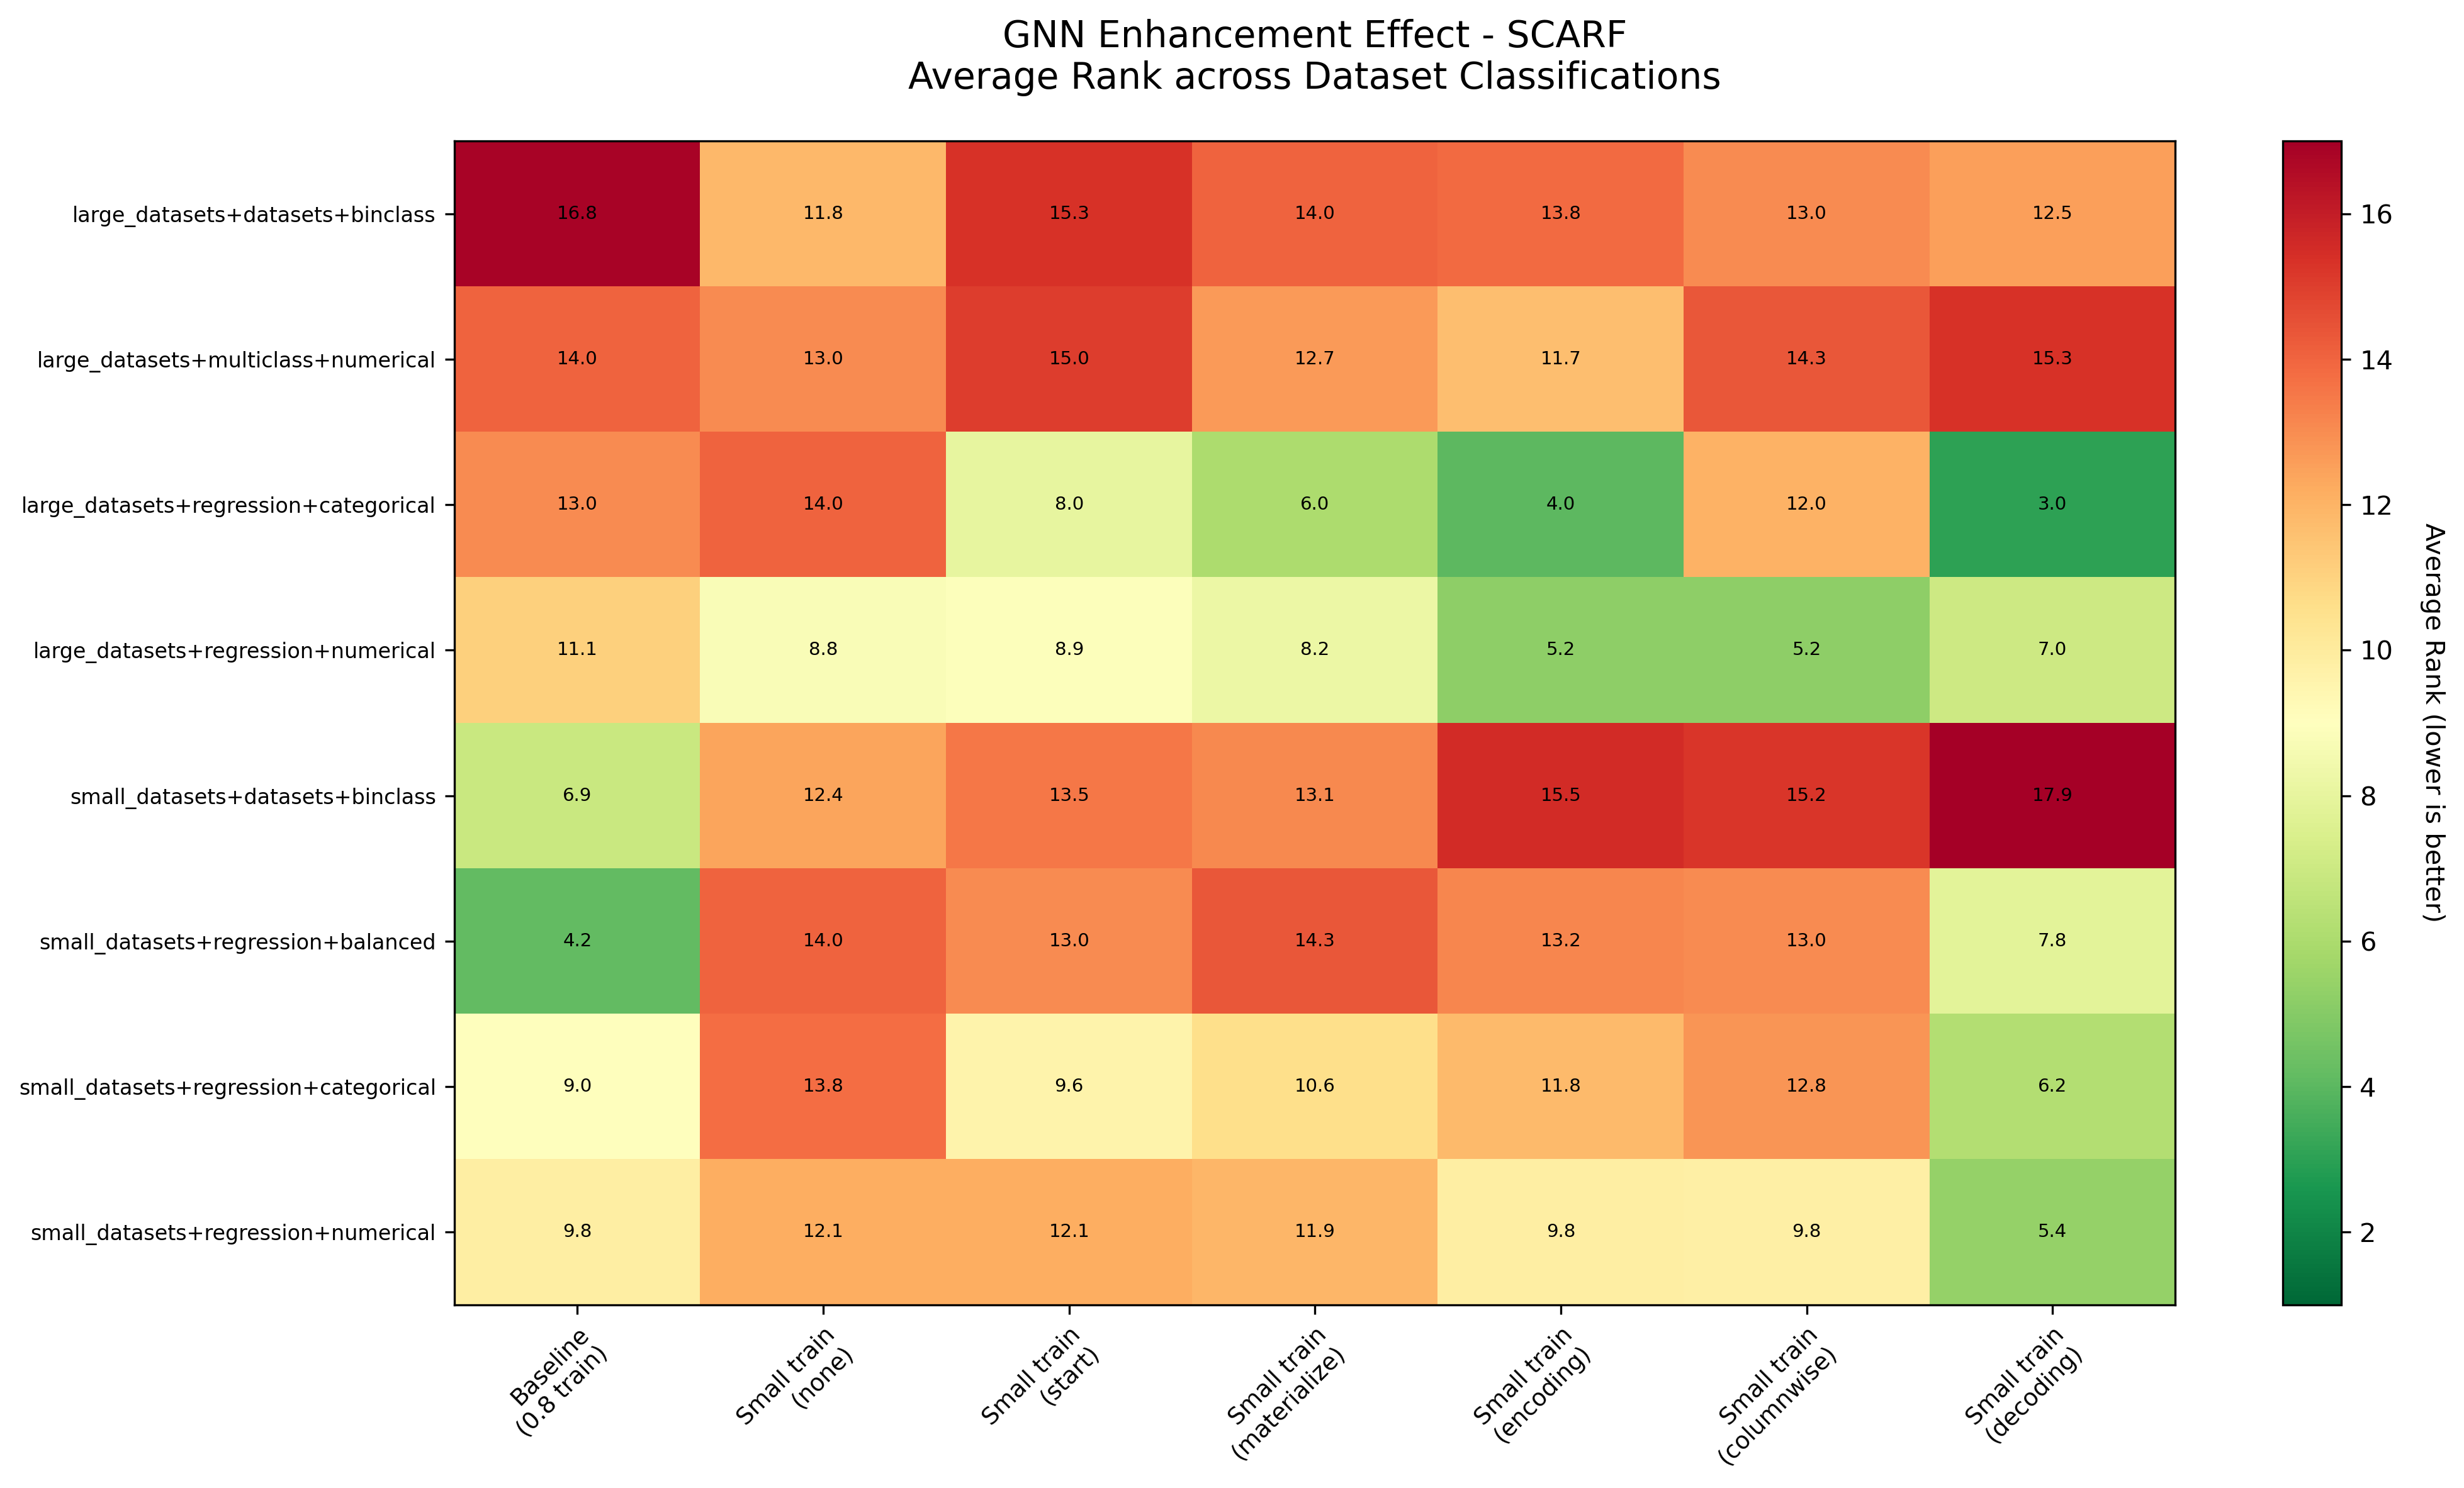 GNN Enhancement Effect - SCARF
Average Rank across Dataset Classifications
large_datasets+datasets+binclass 16.8 11.8 15.3 14.0 13.8 13.0 12.5
large_datasets+multiclass+numerical 14.0 13.0 15.0 12.7 11.7 14.3 15.3
large_datasets+regression+categorical 13.0 14.0 8.0 6.0 4.0 12.0 3.0
large_datasets+regression+numerical 11.1 8.8 8.9 8.2 5.2 5.2 7.0
small_datasets+datasets+binclass 6.9 12.4 13.5 13.1 15.5 15.2 17.9
small_datasets+regression+balanced 4.2 14.0 13.0 14.3 13.2 13.0 7.8
small_datasets+regression+categorical 9.0 13.8 9.6 10.6 11.8 12.8 6.2
small_datasets+regression+numerical 9.8 12.1 12.1 11.9 9.8 9.8 5.4
Baseline
(0.8 train)
Small train
(none)
Small train
(start)
Small train
(materialize)
Small train
(encoding)
Small train
(columnwise)
Small train
(decoding)
16
14
12
10
8
6
4
2
Average Rank (lower is better)